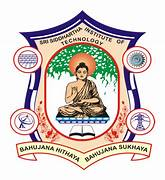 SRI SIDDHARTHA INSTITUTE OF
TECHNOLOGY
BAHUJANA HITHAYA BAHUJANA SUKHAYA